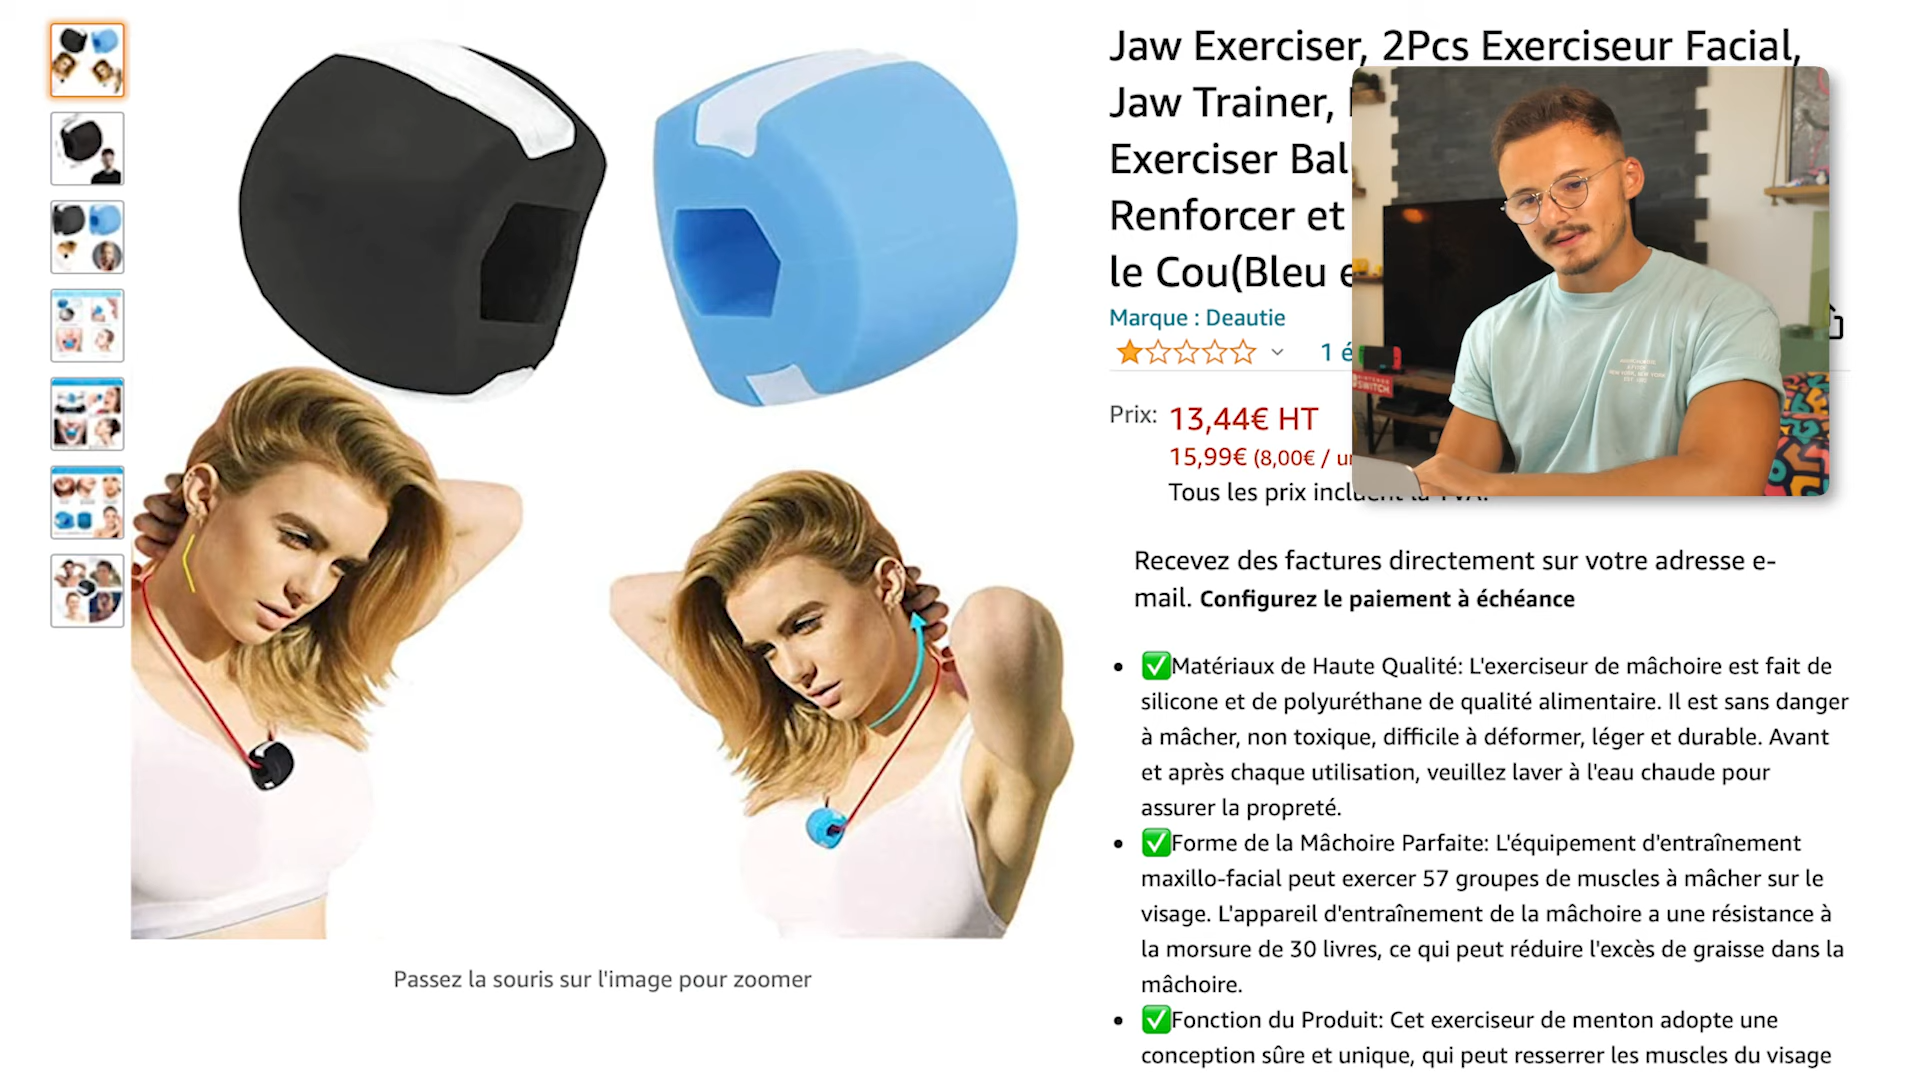 Jaw Exerciser, 2Pcs Exerciseur Facial,
Jaw Trainer,
Exerciser Bal
Renforcer et
le Cou(Bleu e
Marque : Deautie
1 é
Prix: 13,44€ HT
15,99€ (8,00€ / un
Tous les prix incluent la TVA.
NINTENDO
SWITCH
Recevez des factures directement sur votre adresse e-
mail. Configurez le paiement à échéance
• ✅Matériaux de Haute Qualité: L'exerciseur de mâchoire est fait de
silicone et de polyuréthane de qualité alimentaire. Il est sans danger
à mâcher, non toxique, difficile à déformer, léger et durable. Avant
et après chaque utilisation, veuillez laver à l'eau chaude pour
assurer la propreté.
• ✅Forme de la Mâchoire Parfaite: L'équipement d'entraînement
maxillo-facial peut exercer 57 groupes de muscles à mâcher sur le
visage. L'appareil d'entraînement de la mâchoire a une résistance à
la morsure de 30 livres, ce qui peut réduire l'excès de graisse dans la
mâchoire.
• ✅Fonction du Produit: Cet exerciseur de menton adopte une
conception sûre et unique, qui peut resserrer les muscles du visage
Passez la souris sur l'image pour zoomer